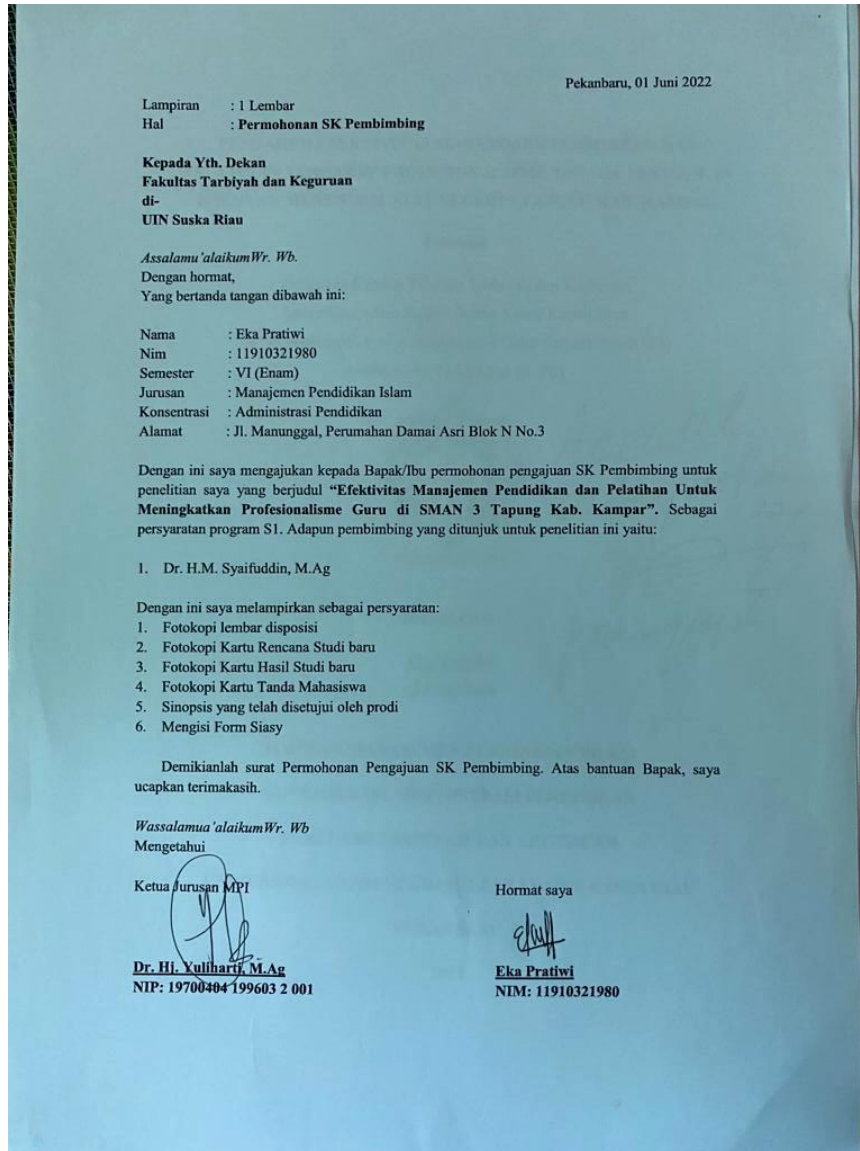 Pekanbaru, 01 Juni 2022
Lampiran : 1 Lembar
Hal : Permohonan SK Pembimbing
Kepada Yth. Dekan
Fakultas Tarbiyah dan Keguruan
di-
UIN Suska Riau
Assalamu'alaikumWr. Wb.
Dengan hormat,
Yang bertanda tangan dibawah ini:
Nama : Eka Pratiwi
Nim : 11910321980
Semester : VI (Enam)
Jurusan : Manajemen Pendidikan Islam
Konsentrasi : Administrasi Pendidikan
Alamat : Jl. Manunggal, Perumahan Damai Asri Blok N No.3
Dengan ini saya mengajukan kepada Bapak/Ibu permohonan pengajuan SK Pembimbing untuk
penelitian saya yang berjudul “Efektivitas Manajemen Pendidikan dan Pelatihan Untuk
Meningkatkan Profesionalisme Guru di SMAN 3 Tapung Kab. Kampar”. Sebagai
persyaratan program S1. Adapun pembimbing yang ditunjuk untuk penelitian ini yaitu:
1. Dr. H.M. Syaifuddin, M.Ag
Dengan ini saya melampirkan sebagai persyaratan:
1. Fotokopi lembar disposisi
2. Fotokopi Kartu Rencana Studi baru
3. Fotokopi Kartu Hasil Studi baru
4. Fotokopi Kartu Tanda Mahasiswa
5. Sinopsis yang telah disetujui oleh prodi
6. Mengisi Form Siasy
Demikianlah surat Permohonan Pengajuan SK Pembimbing. Atas bantuan Bapak, saya
ucapkan terimakasih.
Wassalamua'alaikumWr. Wb
Mengetahui
Ketua Jurusan MPI
Hormat saya
Dr. Hj. Yuliharti, M.Ag
Eka Pratiwi
NIP: 19700404 199603 2 001
NIM: 11910321980